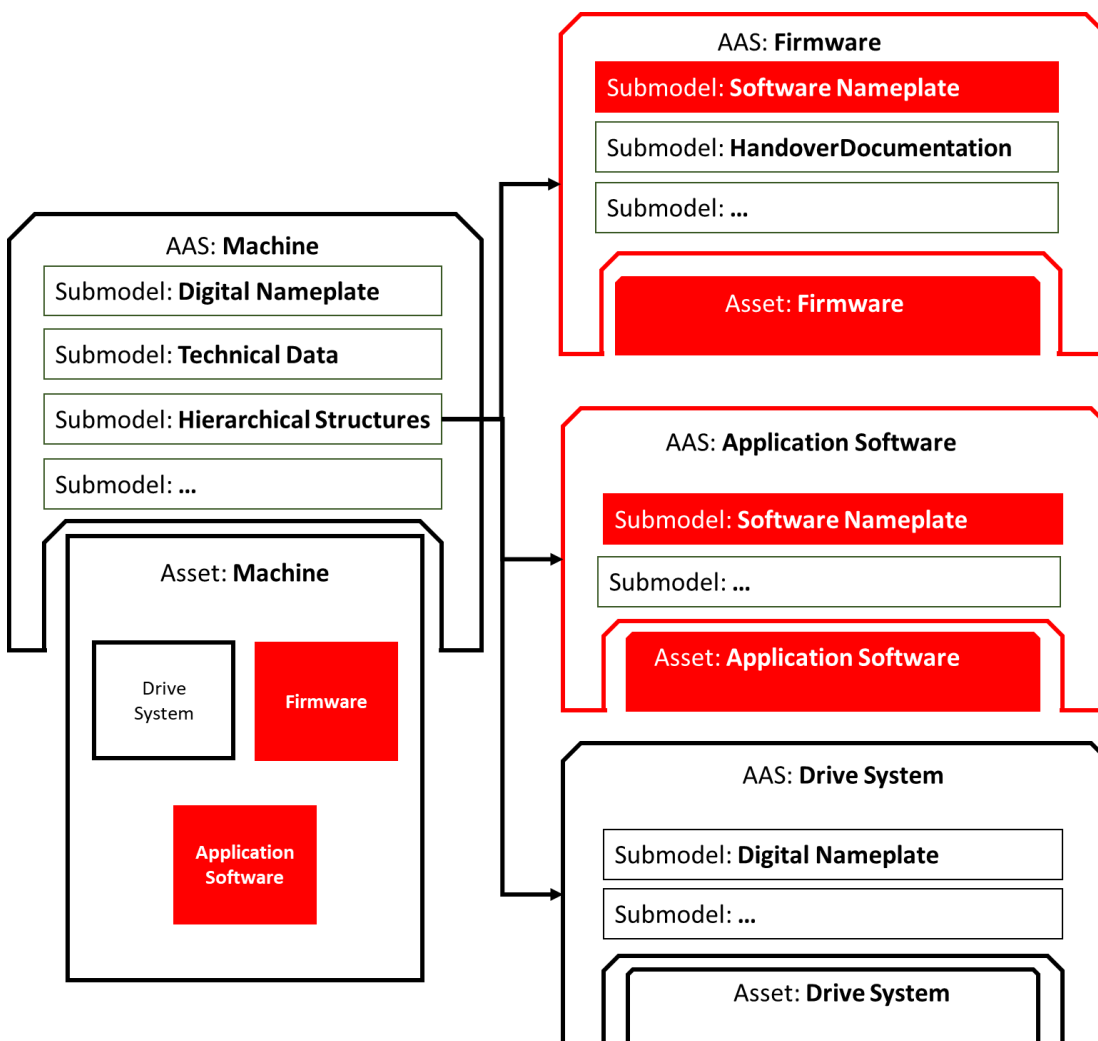 AAS: Machine
Submodel: Digital Nameplate
Submodel: Technical Data
Submodel: Hierarchical Structures
Submodel: ...
Asset: Machine
Drive
System
Firmware
Application
Software
AAS: Firmware
Submodel: Software Nameplate
Submodel: HandoverDocumentation
Submodel: ...
Asset: Firmware
AAS: Application Software
Submodel: Software Nameplate
Submodel: ...
Asset: Application Software
AAS: Drive System
Submodel: Digital Nameplate
Submodel: ...
Asset: Drive System